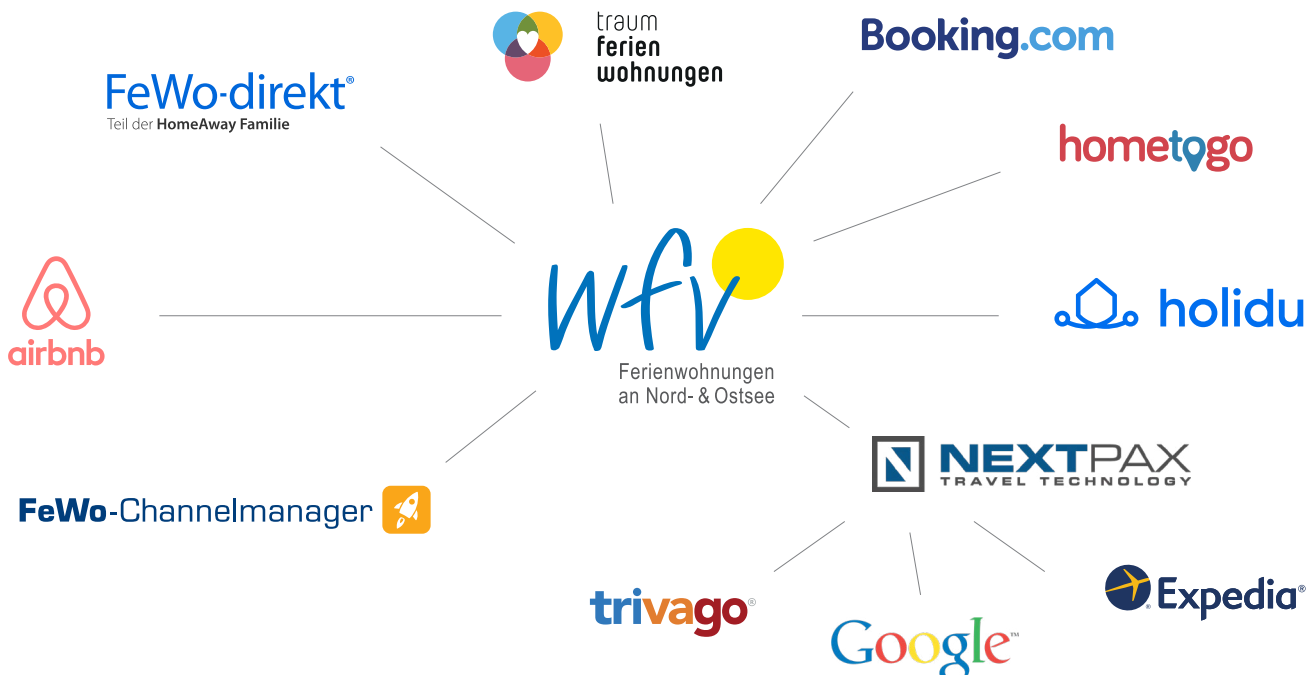 traum
ferien
wohnungen
Booking.com
FeWo-direkt®
Teil der HomeAway Familie
hometogo
wfv
Ferienwohnungen
an Nord- & Ostsee
airbnb
holidu
NEXTPAX
TRAVEL TECHNOLOGY
FeWo-Channelmanager
trivago®
Expedia®
Google™